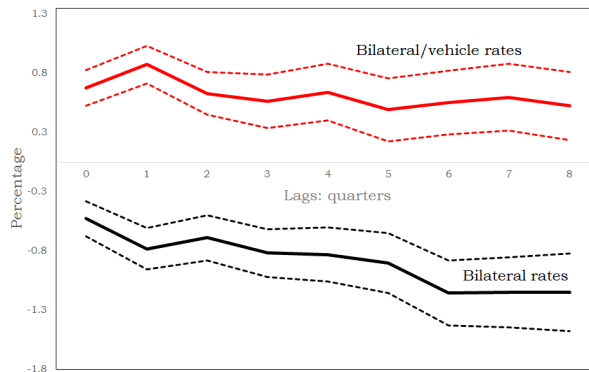 1.3
Bilateral/vehicle rates
0.8
0.3
0 1 2 3 4 5 6 7 8
Percentage
-0.3
Lags: quarters
-0.8
Bilateral rates
-1.3
-1.8